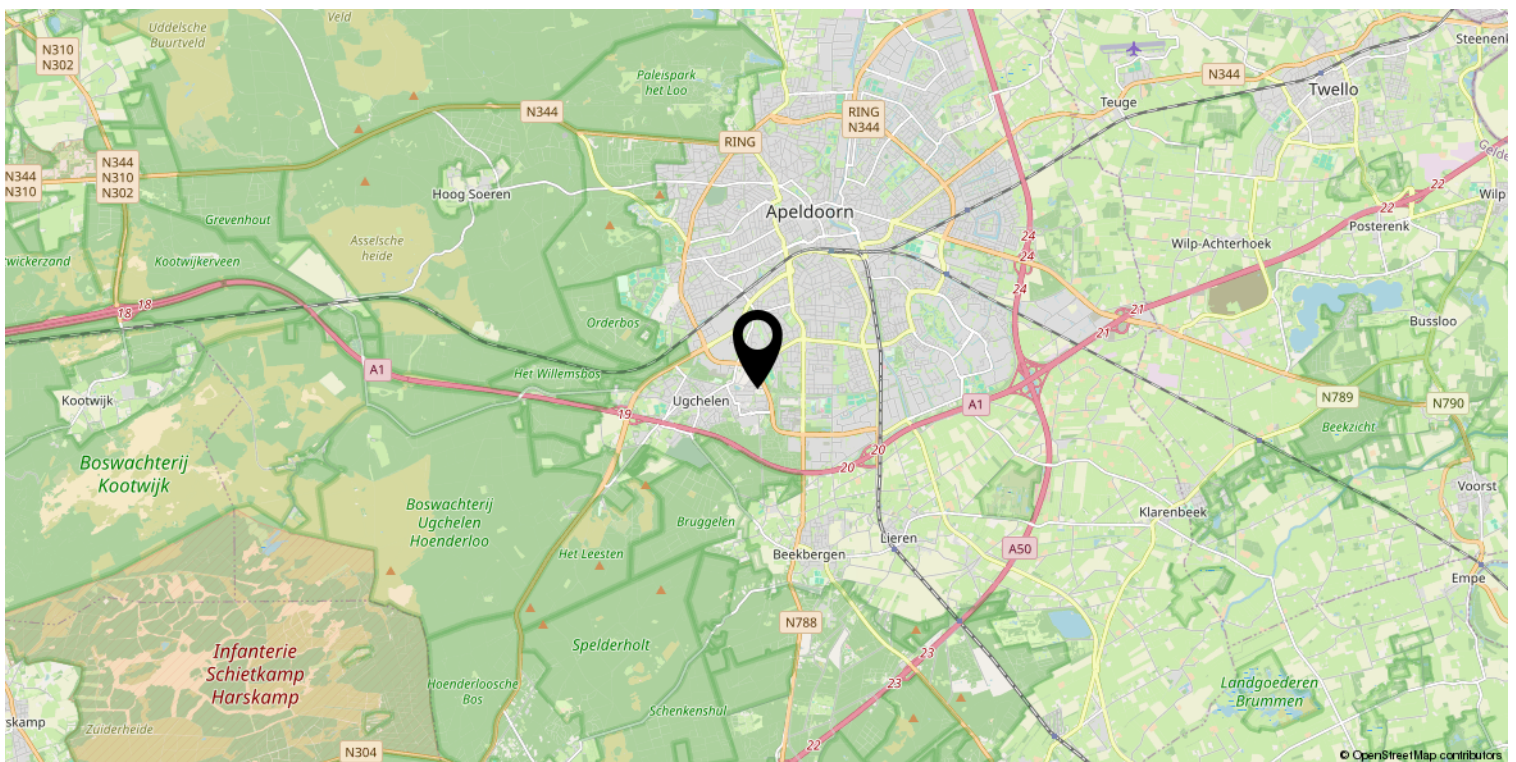 Uddelsche
Buurtveld
Veld
N310
N302
Paleispark
het Loo
N344
RING
N344
RING
N344
Teuge
Twello
N344
N310
N302
N344
N310
Hoog Soeren
Grevenhout
Asselsche
heide
Kootwijkerveen
Apeldoorn
24
24
24
Wilp-Achterhoek
22
22
Posterenk
Wilp
18
18
Orderbos
21
21
Bussloo
A1
Het Willemsbos
Kootwijk
Ugchelen
19
A1
N789
N790
Beekzicht
20
20
Boswachterij
Kootwijk
Boswachterij
Ugchelen
Hoenderloo
Bruggelen
Het Leesten
Beekbergen
Lieren
Klarenbeek
Voorst
A50
Empe
N788
Spelderholt
Infanterie
Schietkamp
Harskamp
Hoenderloosche
Bos
Schenkenshul
23
23
22
Landgoederen
Brummen
Zuiderheide
N304
© OpenStreetMap contributors